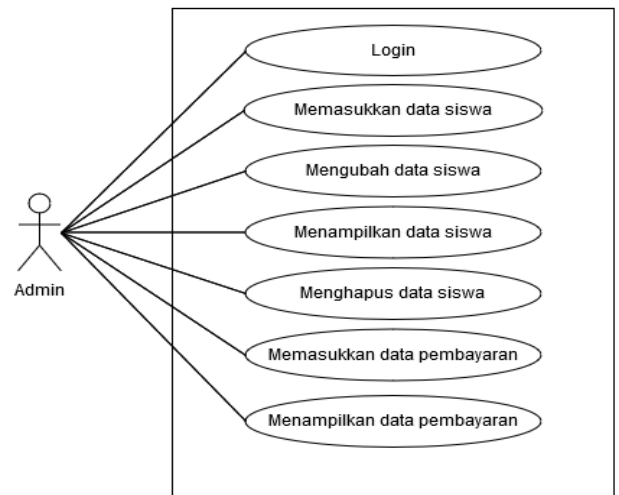 Login
Memasukkan data siswa
Mengubah data siswa
Menampilkan data siswa
Menghapus data siswa
Memasukkan data pembayaran
Menampilkan data pembayaran
Admin